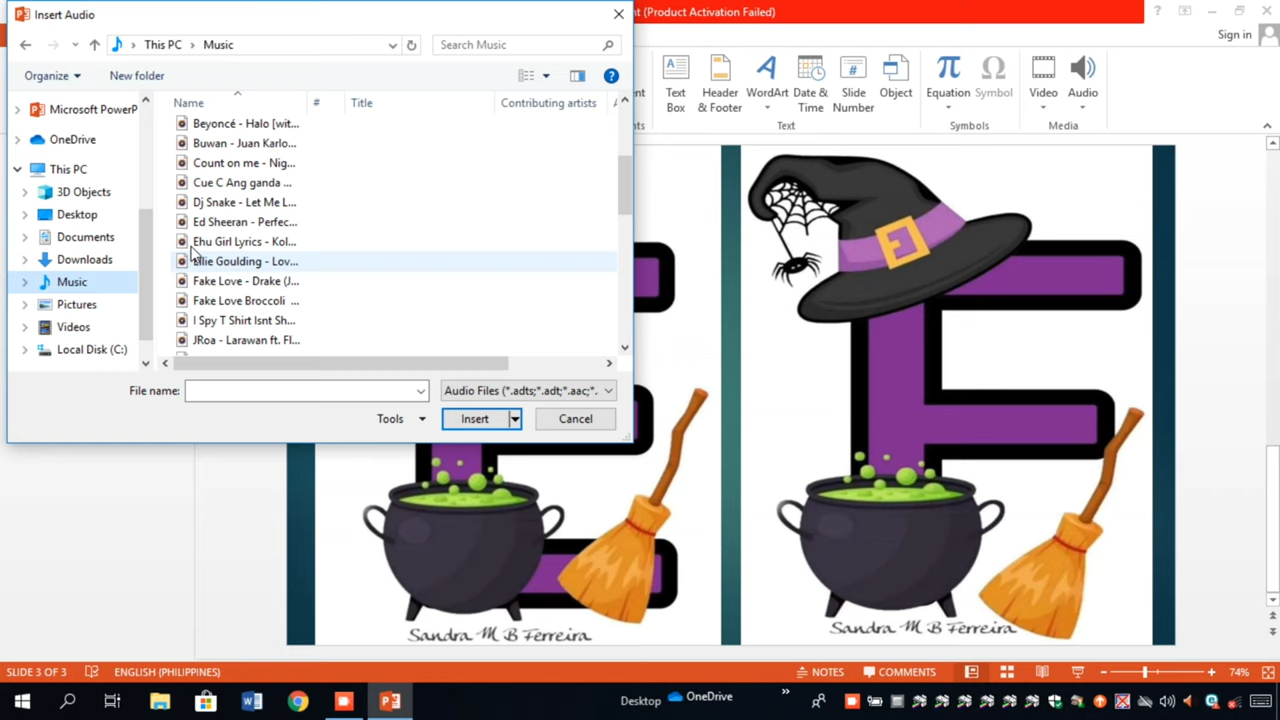 Insert Audio
(Product Activation Failed)
Sign in
This PC
Music
Search Music
Organize
New folder
Text
Box
Header
& Footer
WordArt
Date &
Time
Slide
Number
Object
Equation
Symbol
Video
Audio
Text
Symbols
Media
Name
#
Title
Contributing artists
Microsoft PowerP
OneDrive
This PC
3D Objects
Desktop
Documents
Downloads
Music
Pictures
Videos
Local Disk (C:)
Beyoncé - Halo [wit...
Buwan - Juan Karlo...
Count on me - Nig...
Cue C Ang ganda ...
Dj Snake - Let Me L...
Ed Sheeran - Perfec...
Ehu Girl Lyrics - Kol...
Ellie Goulding - Lov...
Fake Love - Drake (J...
Fake Love Broccoli ...
I Spy T Shirt Isnt Sh...
JRoa - Larawan ft. Fl...
File name:
Audio Files (*.adts;*.adt;*.aac;*.
Tools
Insert
Cancel
E
F
Sandra M B Ferreira
Sandra M B Ferreira
SLIDE 3 OF 3
ENGLISH (PHILIPPINES)
NOTES
COMMENTS
74%
Desktop
OneDrive